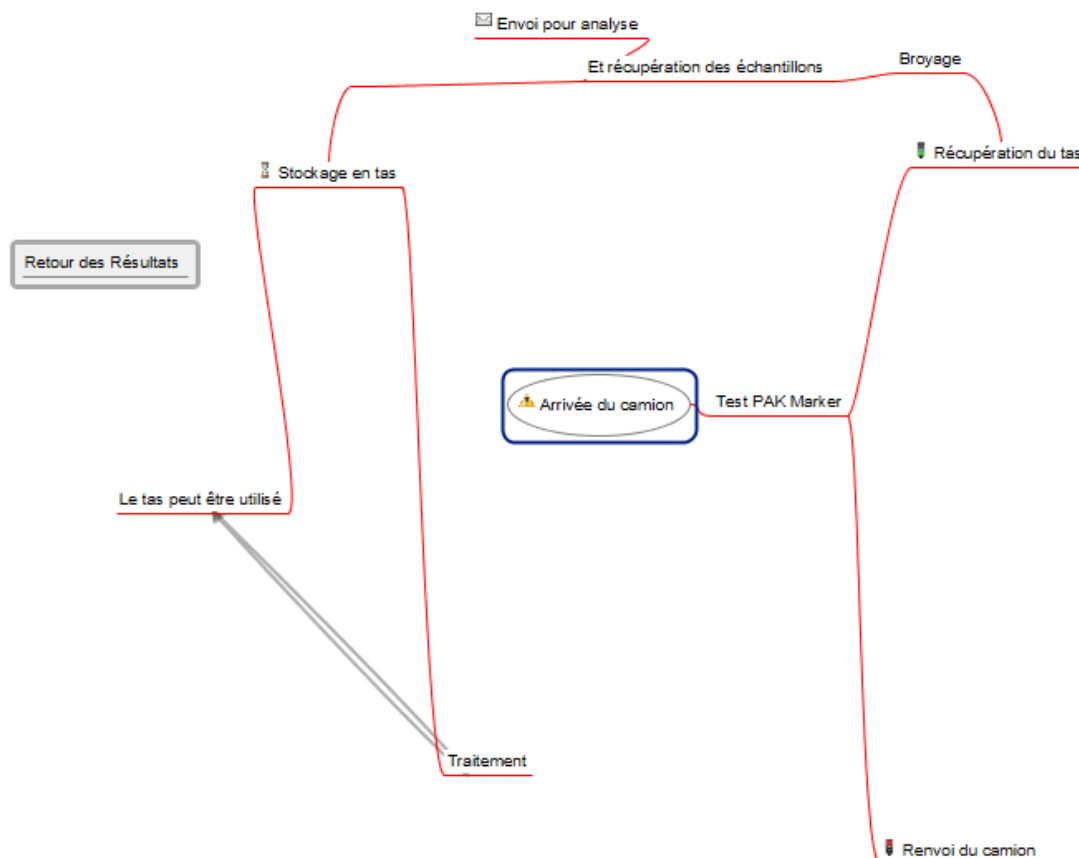 Envoi pour analyse
Et récupération des échantillons
Broyage
Récupération du tas
Stockage en tas
Retour des Résultats
Arrivée du camion
Test PAK Marker
Le tas peut être utilisé
Traitement
Renvoi du camion